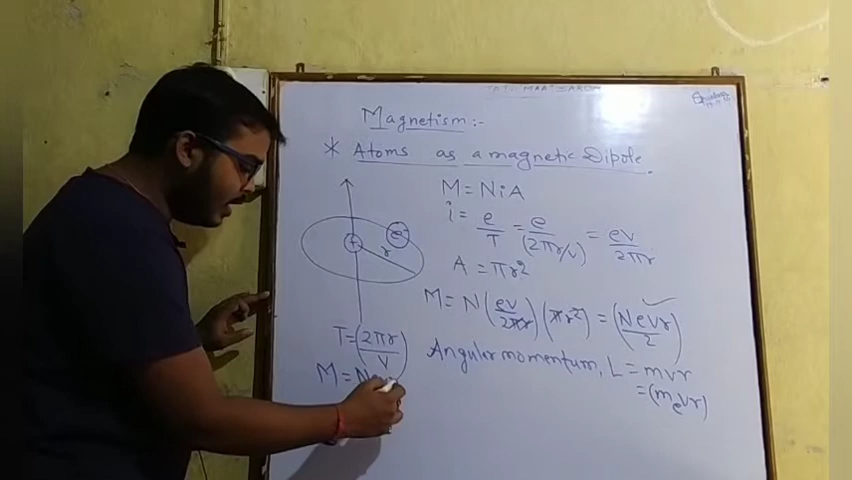 Magnetism :-
* Atoms as a magnetic Dipole.
M = NiA
i = e/T = e/(2πr/v) = ev/2πr
+ e⁻ r
A = πr²
M = N(ev/2πr)(πr²) = (Nevr/2)
T = (2πr/v)
Angular momentum, L = mvr
= (mₑvr)
M = N